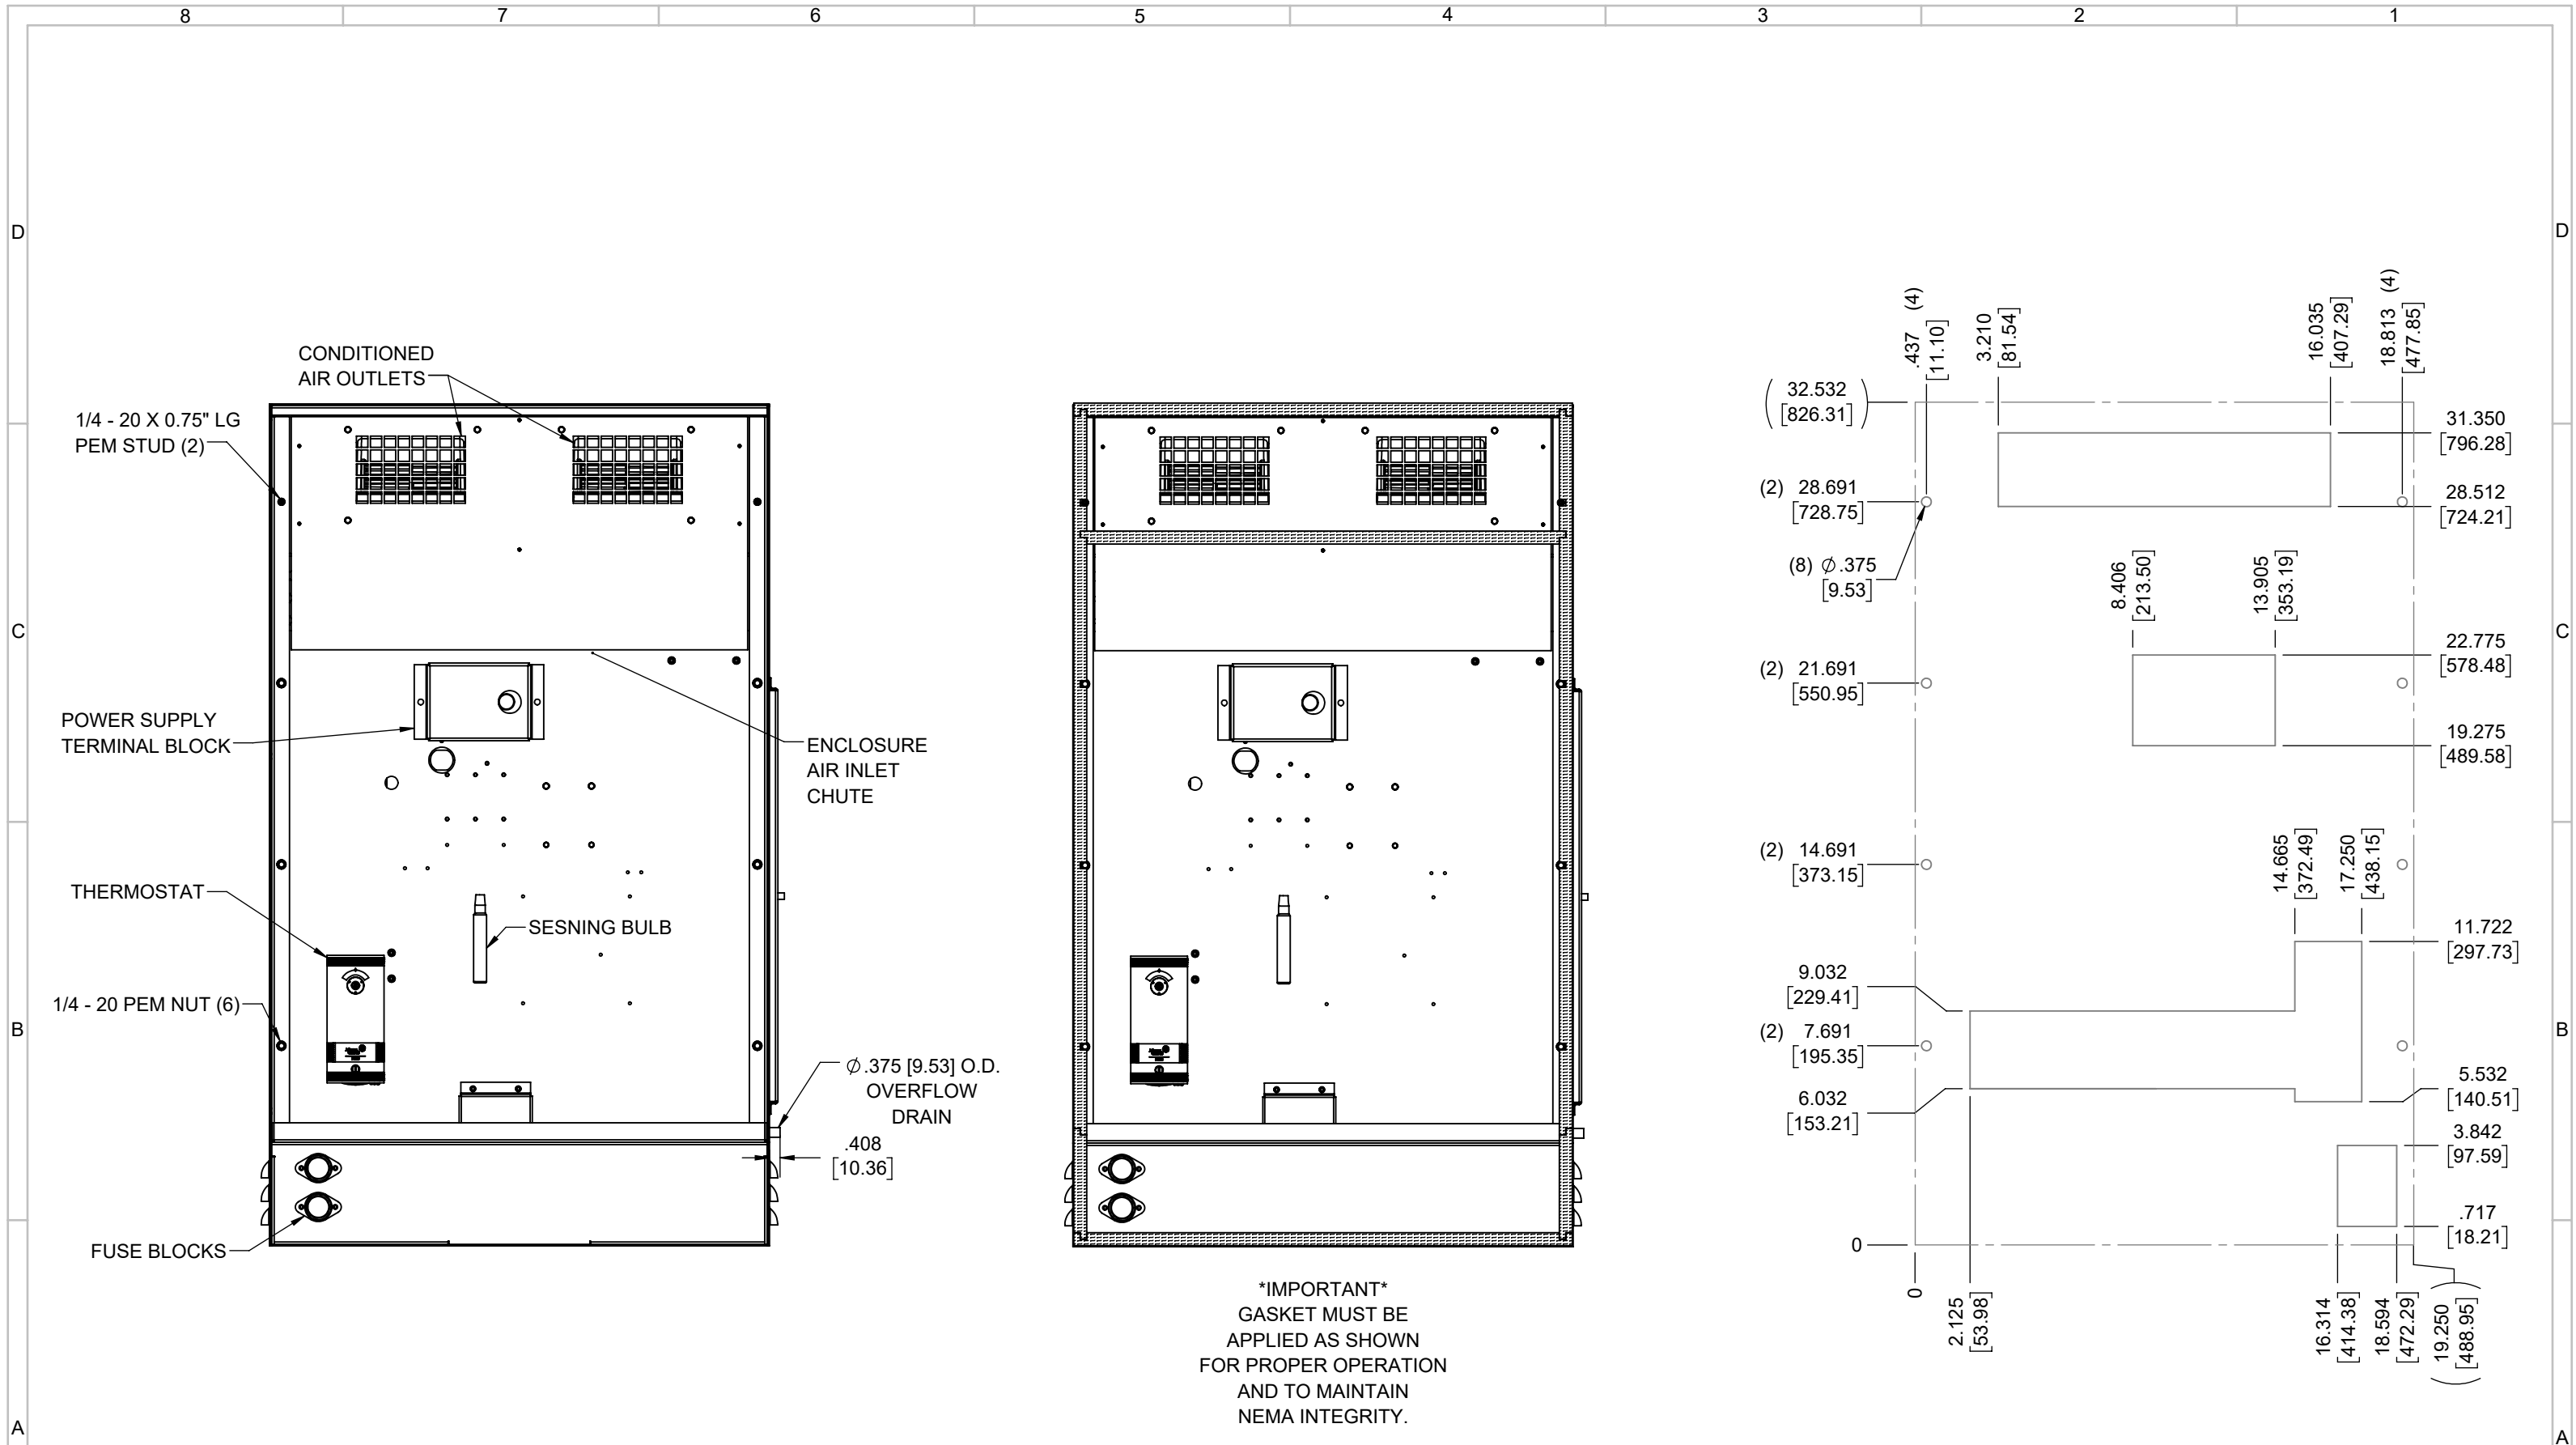 8 7 6 5 4 3 2 1
D D
C C
B B
A A
CONDITIONED
AIR OUTLETS
1/4 - 20 X 0.75" LG
PEM STUD (2)
POWER SUPPLY
TERMINAL BLOCK
ENCLOSURE
AIR INLET
CHUTE
THERMOSTAT
SESNING BULB
1/4 - 20 PEM NUT (6)
Ø.375 [9.53] O.D.
OVERFLOW
DRAIN
.408
[10.36]
FUSE BLOCKS
*IMPORTANT*
GASKET MUST BE
APPLIED AS SHOWN
FOR PROPER OPERATION
AND TO MAINTAIN
NEMA INTEGRITY.
.437 (4)
[11.10]
3.210
[81.54]
16.035
[407.29]
18.813 (4)
[477.85]
(32.532
[826.31])
31.350
[796.28]
(2) 28.691
[728.75]
28.512
[724.21]
(8) Ø.375
[9.53]
8.406
[213.50]
13.905
[353.19]
22.775
[578.48]
(2) 21.691
[550.95]
19.275
[489.58]
(2) 14.691
[373.15]
14.665
[372.49]
17.250
[438.15]
11.722
[297.73]
9.032
[229.41]
(2) 7.691
[195.35]
6.032
[153.21]
5.532
[140.51]
3.842
[97.59]
.717
[18.21]
0
0
2.125
[53.98]
16.314
[414.38]
18.594
[472.29]
(19.250
[488.95])